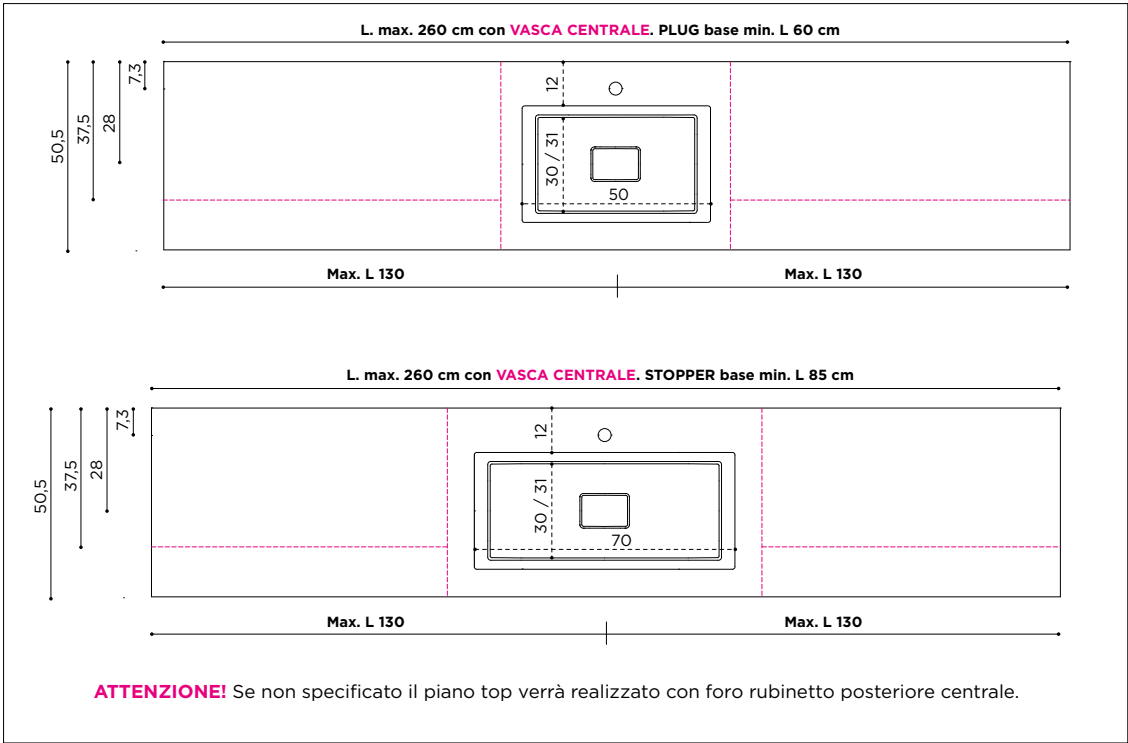 L. max. 260 cm con VASCA CENTRALE. PLUG base min. L 60 cm
7,3
12
28
37,5
50,5
30 / 31
50
Max. L 130
Max. L 130
L. max. 260 cm con VASCA CENTRALE. STOPPER base min. L 85 cm
7,3
12
28
37,5
50,5
30 / 31
70
Max. L 130
Max. L 130
ATTENZIONE! Se non specificato il piano top verrà realizzato con foro rubinetto posteriore centrale.